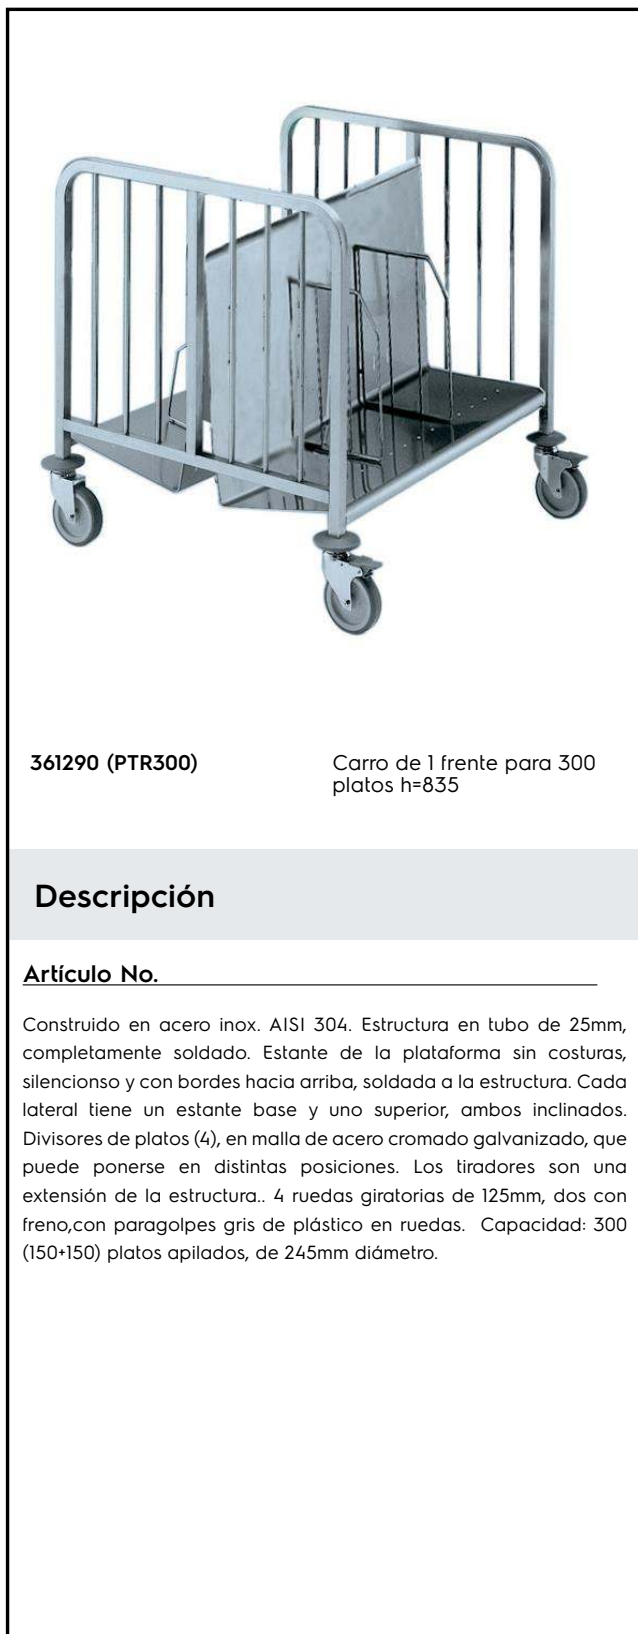 361290 (PTR300)
Carro de 1 frente para 300
platos h=835
Descripción
Artículo No.
Construido en acero inox. AISI 304. Estructura en tubo de 25mm,
completamente soldado. Estante de la plataforma sin costuras,
silencionso y con bordes hacia arriba, soldada a la estructura. Cada
lateral tiene un estante base y uno superior, ambos inclinados.
Divisores de platos (4), en malla de acero cromado galvanizado, que
puede ponerse en distintas posiciones. Los tiradores son una
extensión de la estructura.. 4 ruedas giratorias de 125mm, dos con
freno,con paragolpes gris de plástico en ruedas. Capacidad: 300
(150+150) platos apilados, de 245mm diámetro.